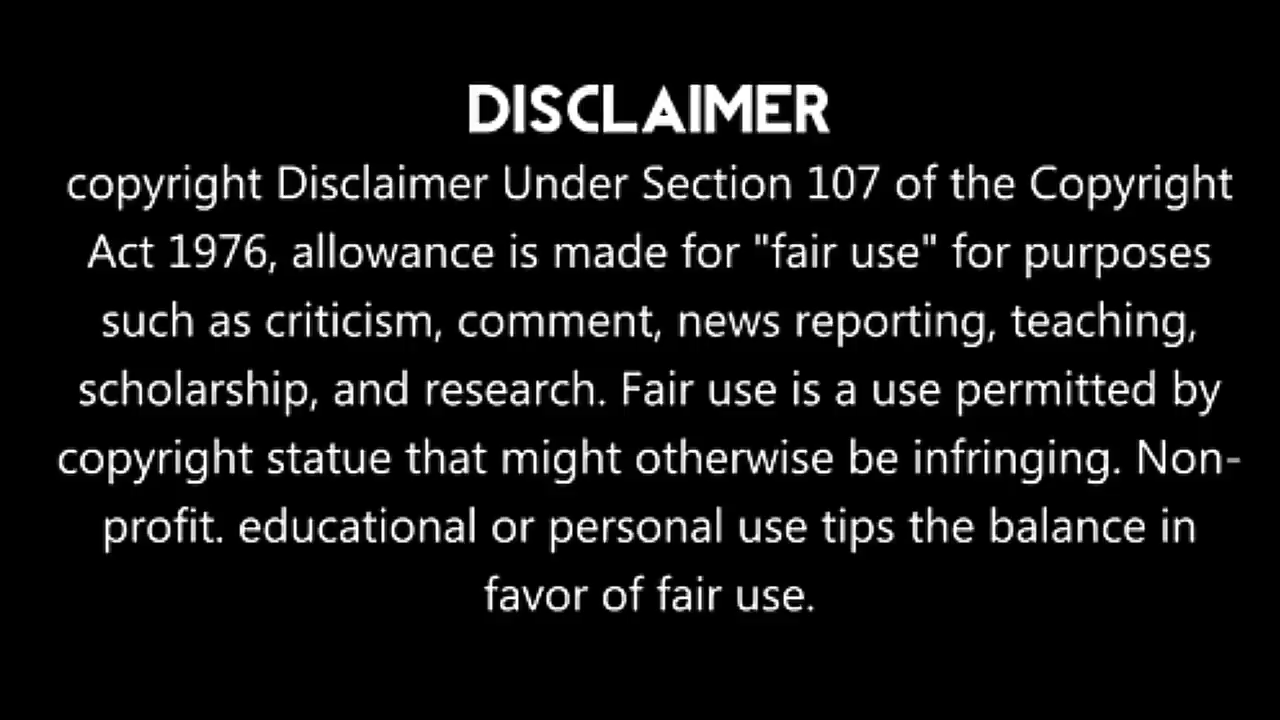 DISCLAIMER
copyright Disclaimer Under Section 107 of the Copyright
Act 1976, allowance is made for "fair use" for purposes
such as criticism, comment, news reporting, teaching,
scholarship, and research. Fair use is a use permitted by
copyright statue that might otherwise be infringing. Non-
profit. educational or personal use tips the balance in
favor of fair use.